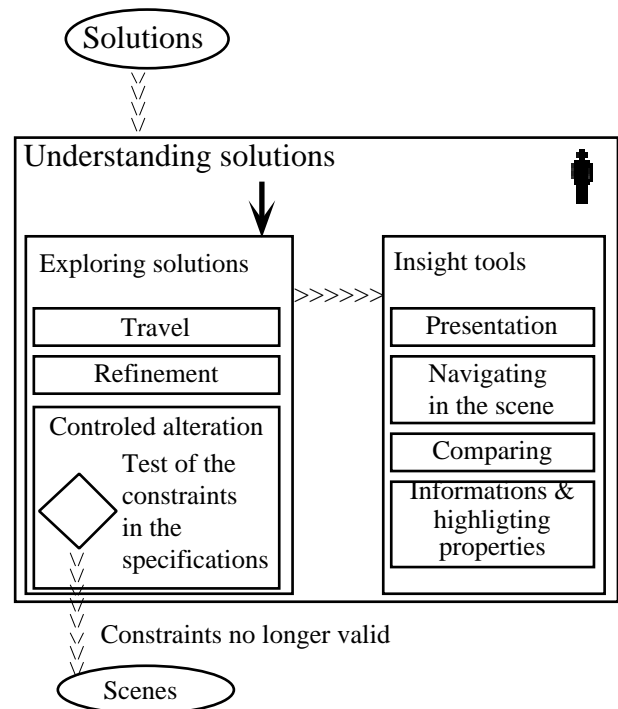 Solutions
Understanding solutions
Exploring solutions
Travel
Refinement
Controled alteration
Test of the
constraints
in the
specifications
>>>>>>
Insight tools
Presentation
Navigating
in the scene
Comparing
Informations &
highligting
properties
Constraints no longer valid
Scenes